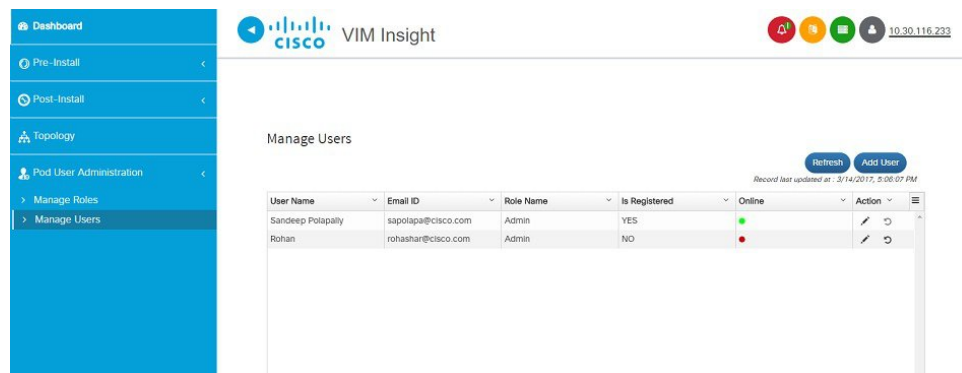 Dashboard
Pre-Install
Post-Install
Topology
Pod User Administration
Manage Roles
Manage Users
CISCO VIM Insight
10.30.116.233
Manage Users
Refresh Add User
Record last updated at : 3/14/2017, 5:06:07 PM
User Name Email ID Role Name Is Registered Online Action
Sandeep Polapally sapolapa@cisco.com Admin YES
Rohan rohashar@cisco.com Admin NO